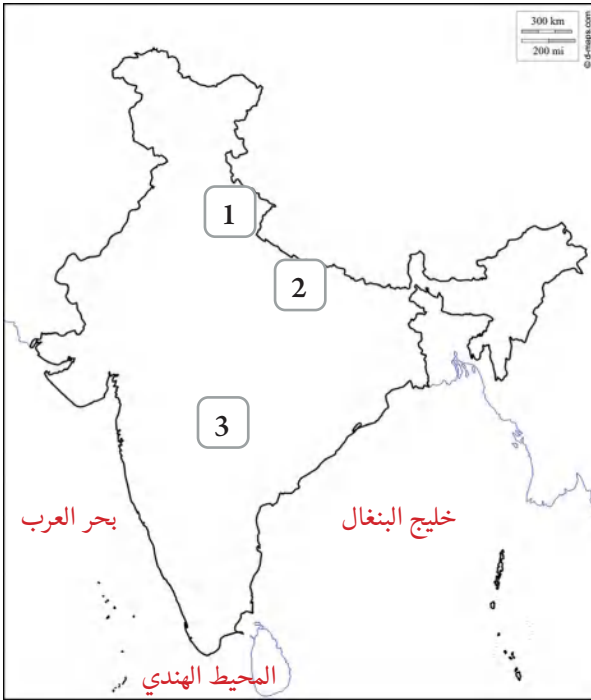 300 km
200 mi
© d-maps.com
1
2
3
بحر العرب
خليج البنغال
المحيط الهندي